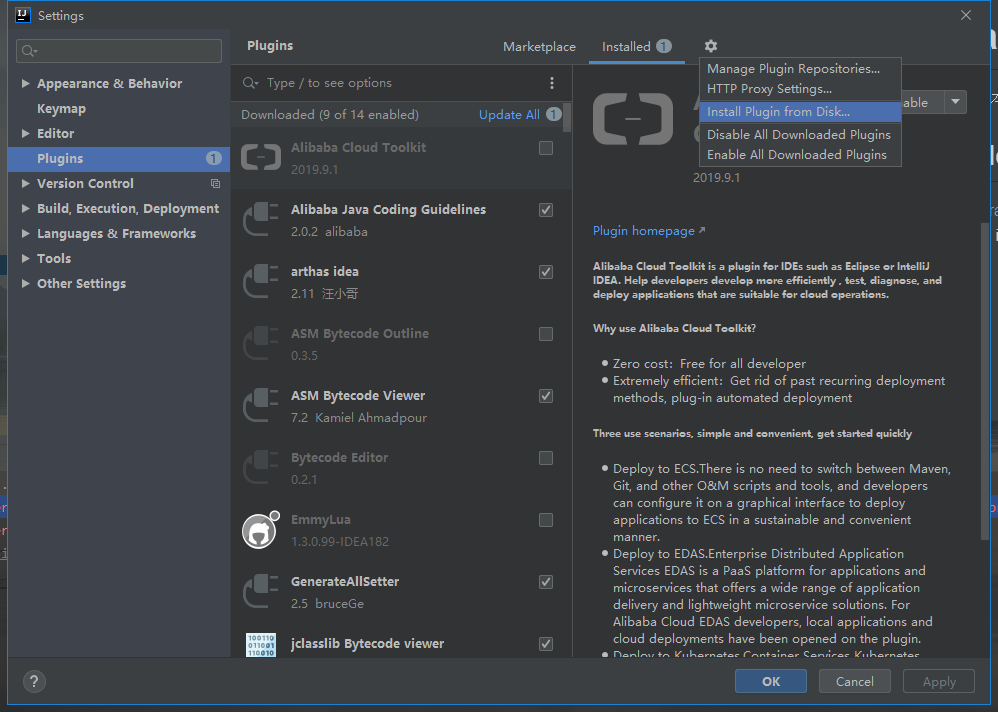 Settings
Appearance & Behavior
Keymap
Editor
Plugins
1
Version Control
Build, Execution, Deployment
Languages & Frameworks
Tools
Other Settings
Plugins
Marketplace
Installed 1
Type / to see options
Downloaded (9 of 14 enabled)
Update All 1
Alibaba Cloud Toolkit
2019.9.1
Alibaba Java Coding Guidelines
2.0.2 alibaba
arthas idea
2.11 汪小哥
ASM Bytecode Outline
0.3.5
ASM Bytecode Viewer
7.2 Kamiel Ahmadpour
Bytecode Editor
0.2.1
EmmyLua
1.3.0.99-IDEA182
GenerateAllSetter
2.5 bruceGe
jclasslib Bytecode viewer
Manage Plugin Repositories...
HTTP Proxy Settings...
Install Plugin from Disk...
Disable All Downloaded Plugins
Enable All Downloaded Plugins
able
2019.9.1
Plugin homepage
Alibaba Cloud Toolkit is a plugin for IDEs such as Eclipse or IntelliJ
IDEA. Help developers develop more efficiently , test, diagnose, and
deploy applications that are suitable for cloud operations.
Why use Alibaba Cloud Toolkit?
Zero cost: Free for all developer
Extremely efficient: Get rid of past recurring deployment
methods, plug-in automated deployment
Three use scenarios, simple and convenient, get started quickly
Deploy to ECS.There is no need to switch between Maven,
Git, and other O&M scripts and tools, and developers
can configure it on a graphical interface to deploy
applications to ECS in a sustainable and convenient
manner.
Deploy to EDAS.Enterprise Distributed Application
Services EDAS is a PaaS platform for applications and
microservices that offers a wide range of application
delivery and lightweight microservice solutions. For
Alibaba Cloud EDAS developers, local applications and
cloud deployments have been opened on the plugin.
Deploy to Kubernetes.Container Services Kubernetes
?
OK
Cancel
Apply